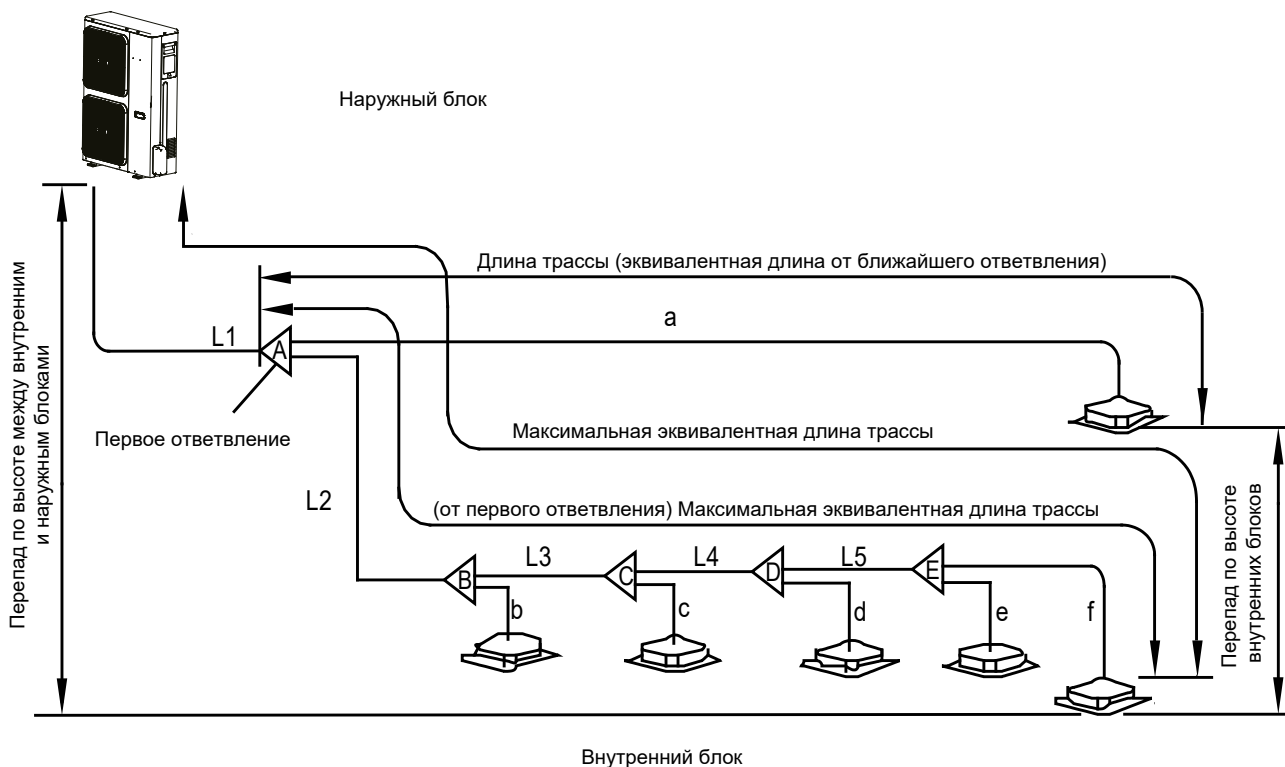 Наружный блок
Перепад по высоте между внутренним
и наружным блоками
Длина трассы (эквивалентная длина от ближайшего ответвления)
a
L1
A
Первое ответвление
Максимальная эквивалентная длина трассы
L2
(от первого ответвления) Максимальная эквивалентная длина трассы
Перепад по высоте
внутренних блоков
L3
L4
L5
B
C
D
E
b
c
d
e
f
Внутренний блок